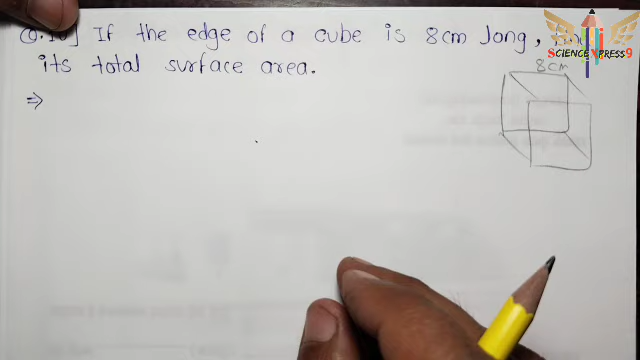 If the edge of a cube is 8cm long,
its total surface area.
⇒
8cm
SCIENCE XPRESS9